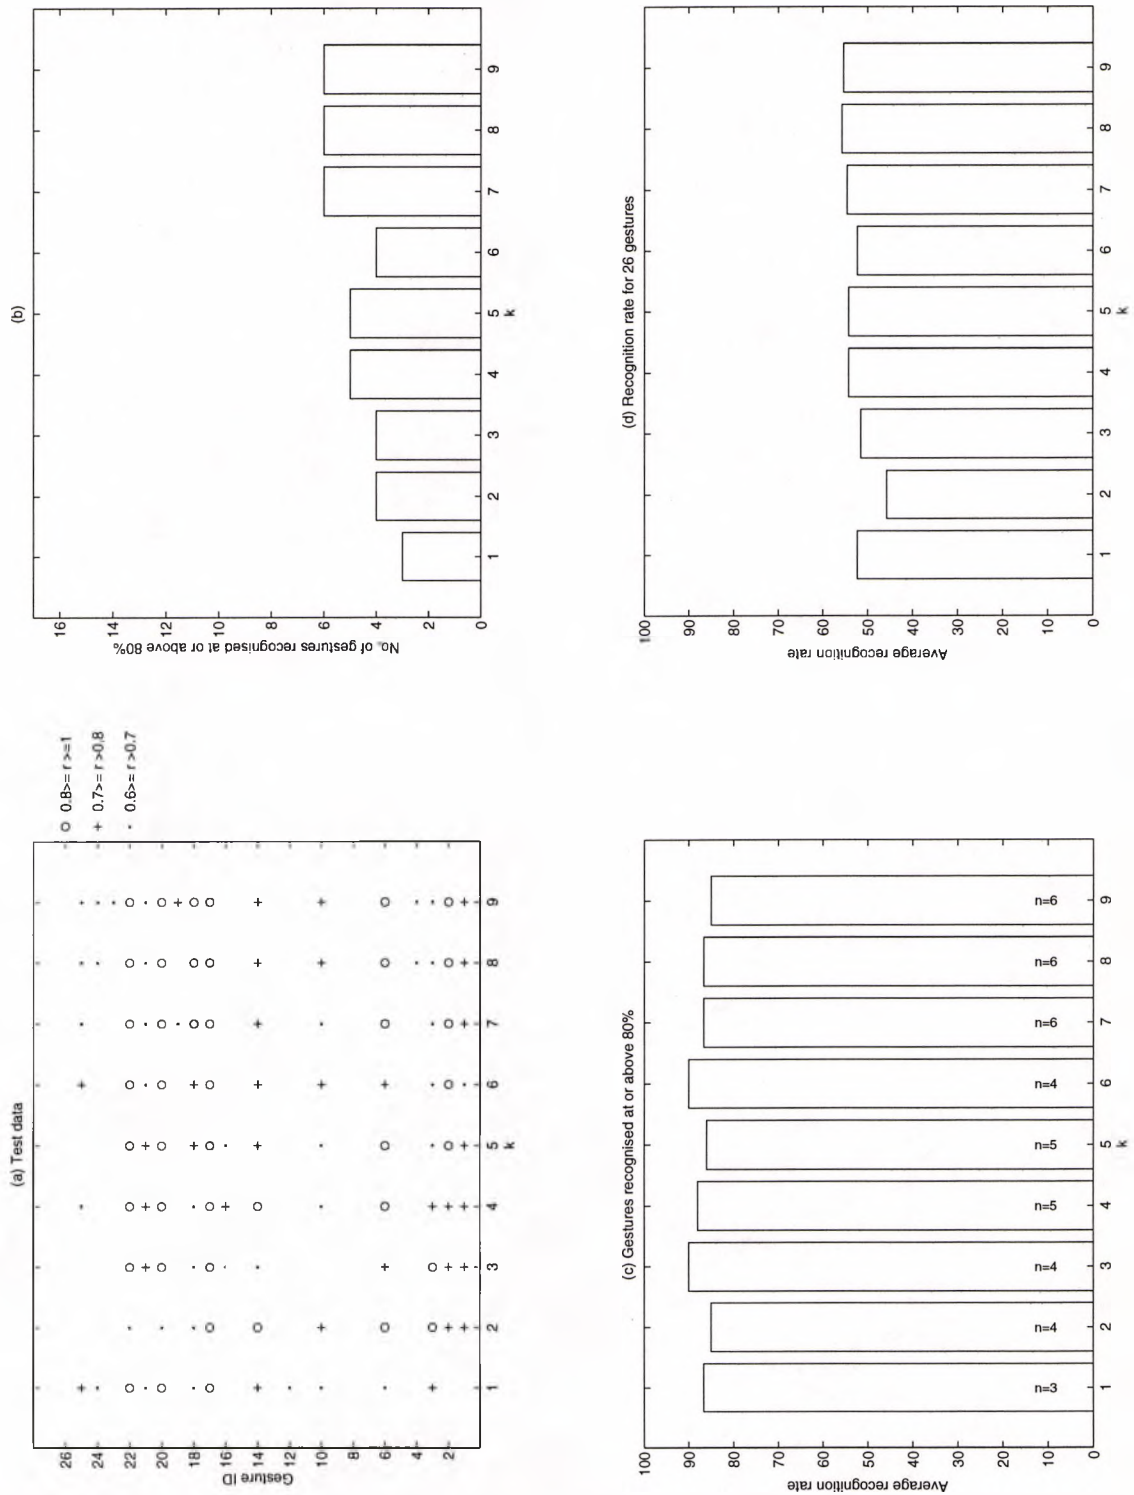 (a) Test data
O 0.8>= r >=1
+ 0.7>= r >0.8
· 0.6>= r >0.7
Gesture ID
26
24
22
20
18
16
14
12
10
8
6
4
2
1 2 3 4 5 6 7 8 9
k
(b)
No. of gestures recognised at or above 80%
16
14
12
10
8
6
4
2
0
1 2 3 4 5 6 7 8 9
k
(c) Gestures recognised at or above 80%
Average recognition rate
100
90
80
70
60
50
40
30
20
10
0
n=3 n=4 n=4 n=5 n=5 n=4 n=6 n=6 n=6
1 2 3 4 5 6 7 8 9
k
(d) Recognition rate for 26 gestures
Average recognition rate
100
90
80
70
60
50
40
30
20
10
0
1 2 3 4 5 6 7 8 9
k